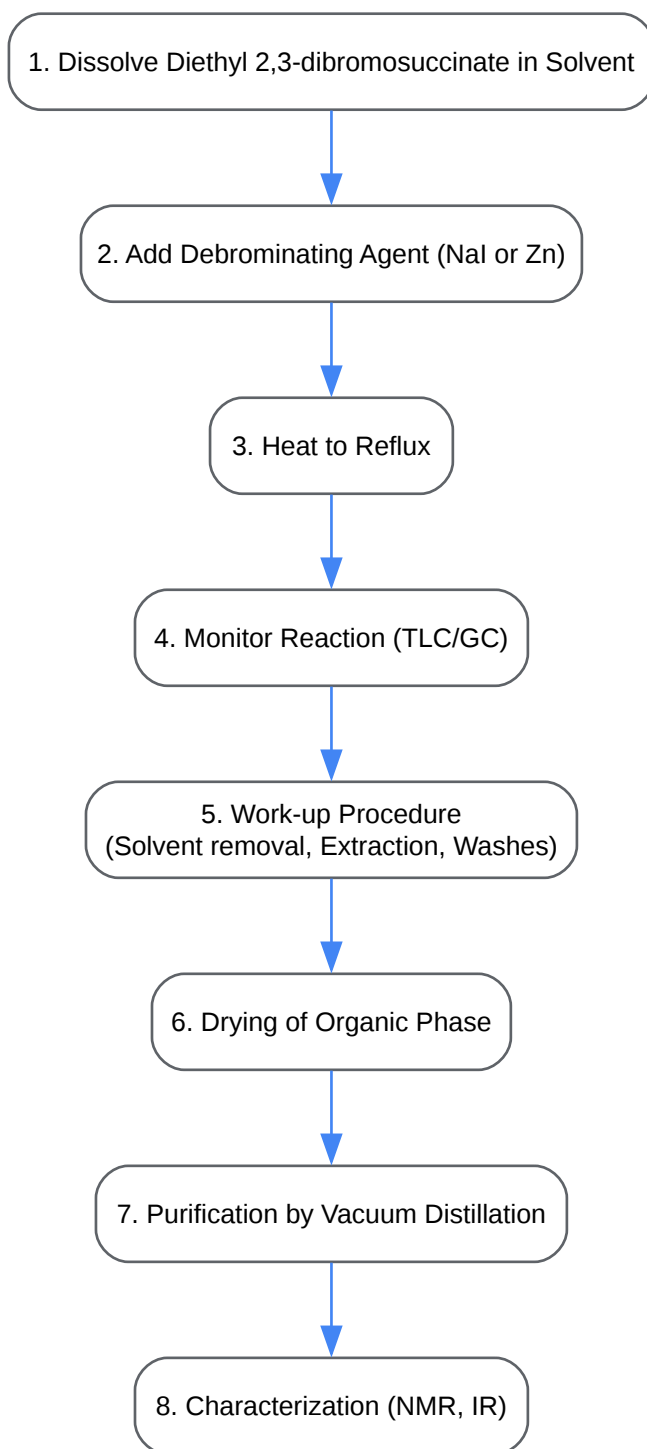 1. Dissolve Diethyl 2,3-dibromosuccinate in Solvent
2. Add Debrominating Agent (NaI or Zn)
3. Heat to Reflux
4. Monitor Reaction (TLC/GC)
5. Work-up Procedure
(Solvent removal, Extraction, Washes)
6. Drying of Organic Phase
7. Purification by Vacuum Distillation
8. Characterization (NMR, IR)